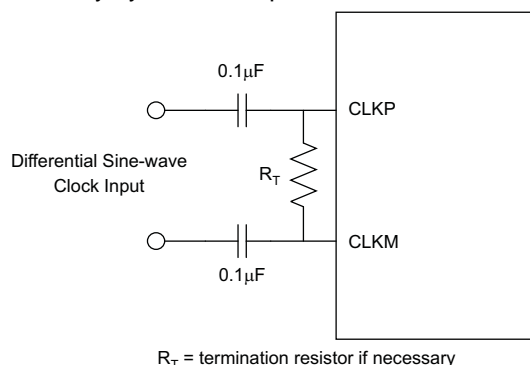 0.1μF
CLKP
Differential Sine-wave
Clock Input
R_T
CLKM
0.1μF
R_T = termination resistor if necessary